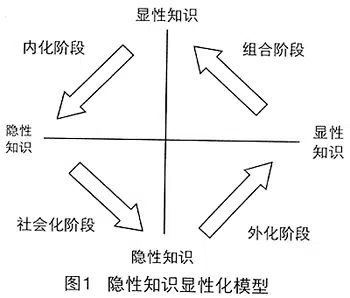 显性知识
内化阶段
组合阶段
隐性
知识
显性
知识
社会化阶段
外化阶段
隐性知识
图1 隐性知识显性化模型